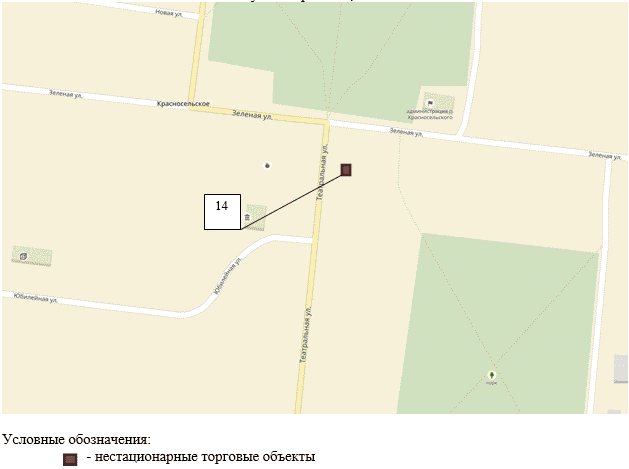 Новая ул.
Зеленая ул.
Красносельское
Зеленая ул.
администрация
Красносельского
Зеленая ул.
Зеленая ул.
Театральная ул.
14
Юбилейная ул.
Юбилейная ул.
Театральная ул.
парк
Условные обозначения:
- нестационарные торговые объекты